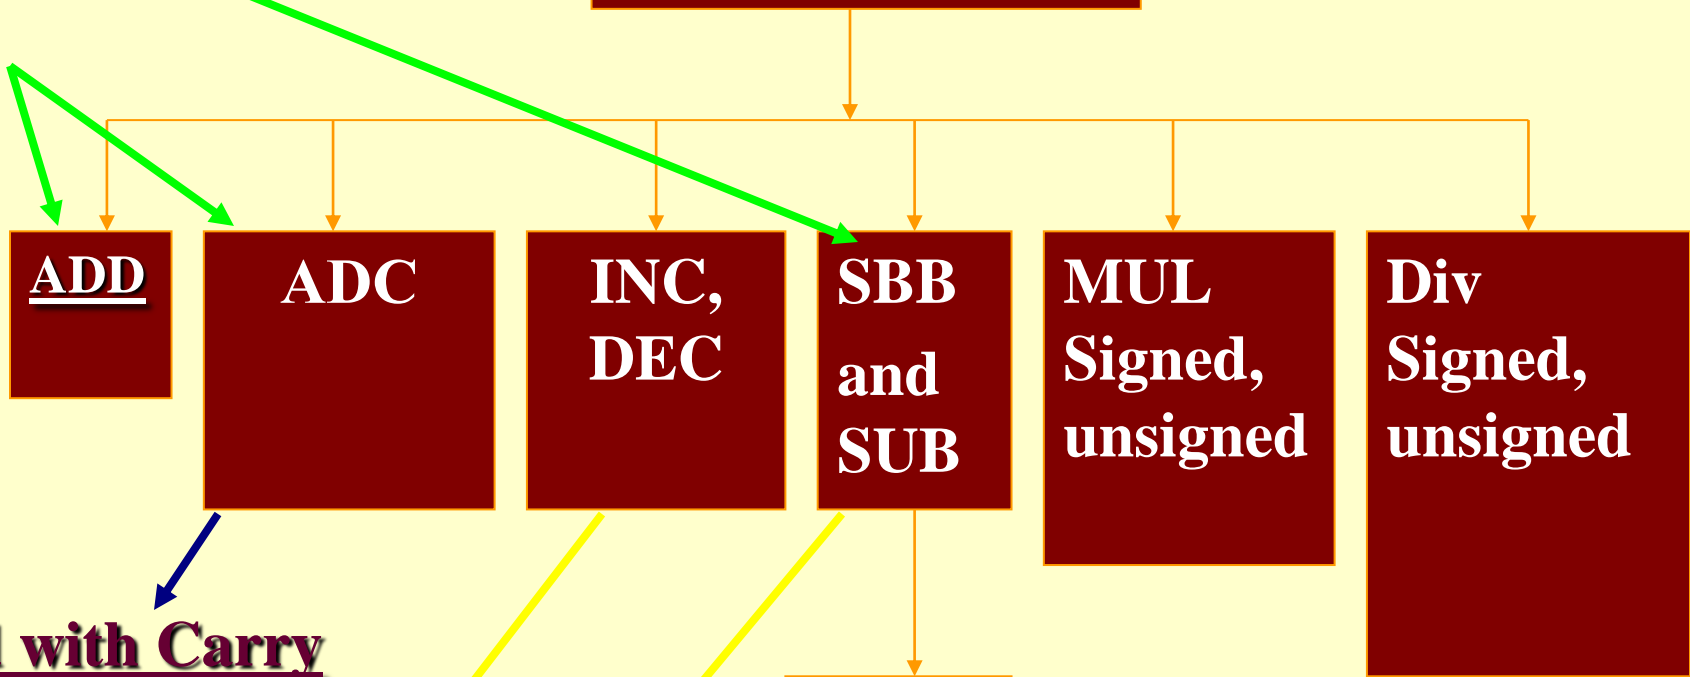 ADD
ADC
INC,
DEC
SBB
and
SUB
MUL
Signed,
unsigned
Div
Signed,
unsigned
with Carry